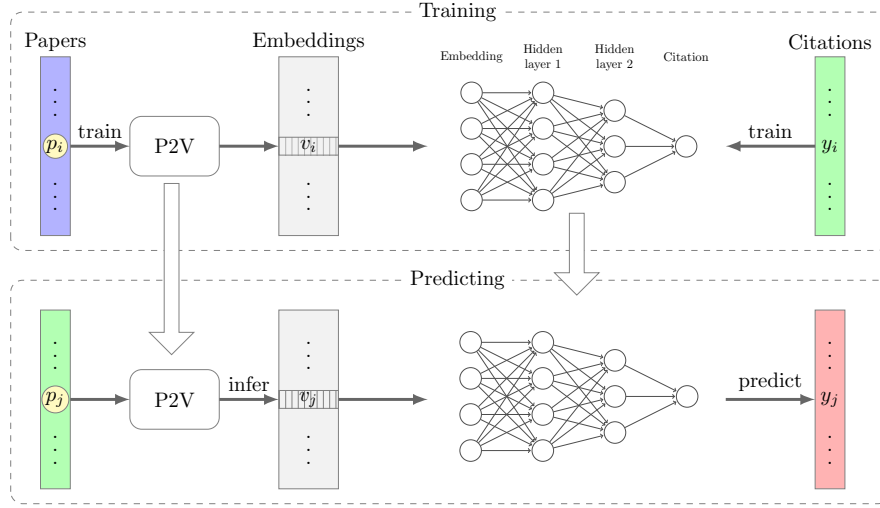 Training
Papers
Embeddings
Citations
Embedding
Hidden
layer 1
Hidden
layer 2
Citation
p_i
train
P2V
v_i
train
y_i
Predicting
p_j
P2V
infer
v_j
predict
y_j